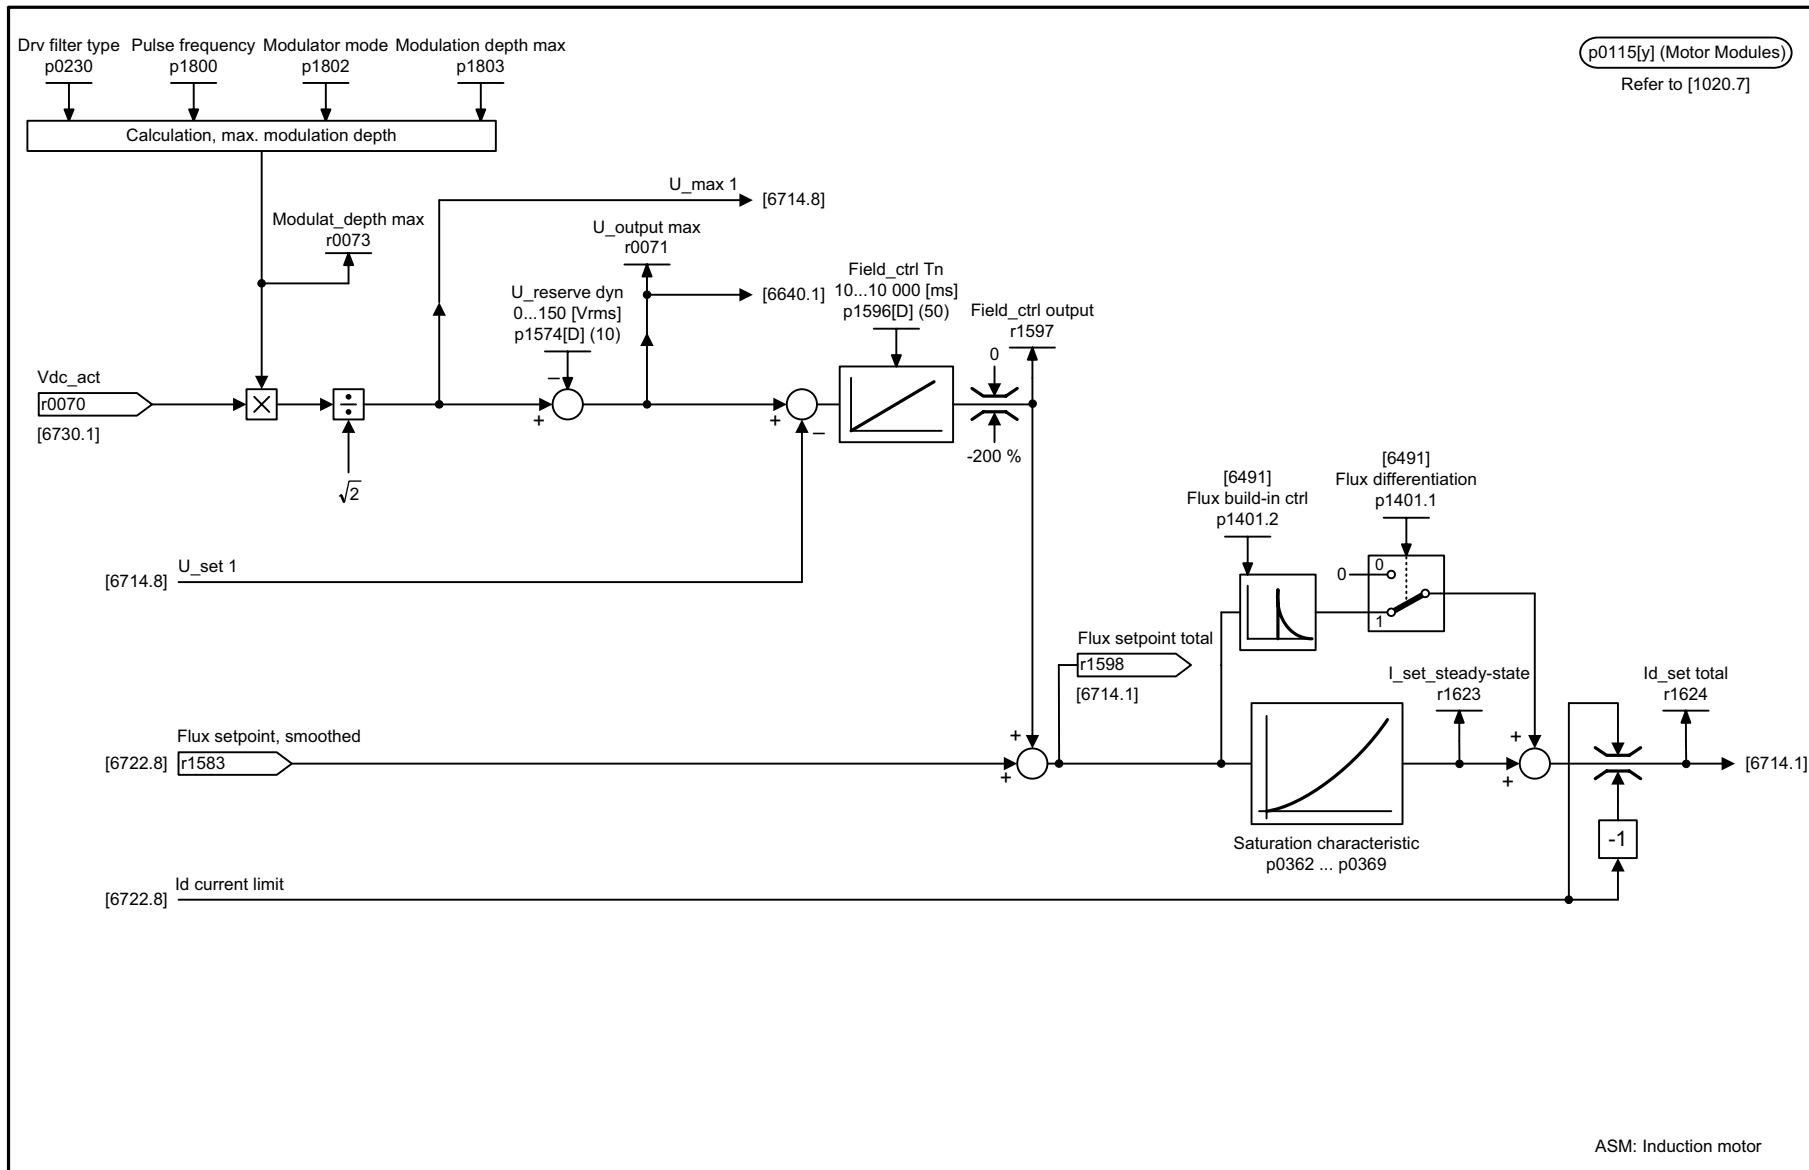 Drv filter type
p0230
Pulse frequency
p1800
Modulator mode
p1802
Modulation depth max
p1803
p0115[y] (Motor Modules)
Refer to [1020.7]
Calculation, max. modulation depth
U_max 1
[6714.8]
Modulat_depth max
r0073
U_output max
r0071
[6640.1]
U_reserve dyn
0...150 [Vrms]
p1574[D] (10)
Field_ctrl Tn
10...10 000 [ms]
p1596[D] (50)
Field_ctrl output
r1597
0
-200 %
Vdc_act
r0070
[6730.1]
×
÷
√2
+
–
+
–
[6714.8]
U_set 1
[6491]
Flux build-in ctrl
p1401.2
[6491]
Flux differentiation
p1401.1
0
0
1
Flux setpoint total
r1598
[6714.1]
I_set_steady-state
r1623
Id_set total
r1624
Flux setpoint, smoothed
[6722.8]
r1583
+
+
+
+
[6714.1]
Saturation characteristic
p0362 ... p0369
-1
Id current limit
[6722.8]
ASM: Induction motor